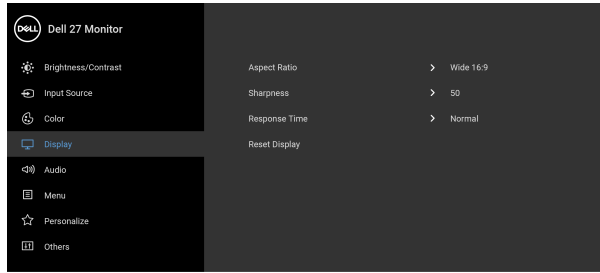 DELL Dell 27 Monitor
Brightness/Contrast
Input Source
Color
Display
Audio
Menu
Personalize
Others
Aspect Ratio Wide 16:9
Sharpness 50
Response Time Normal
Reset Display